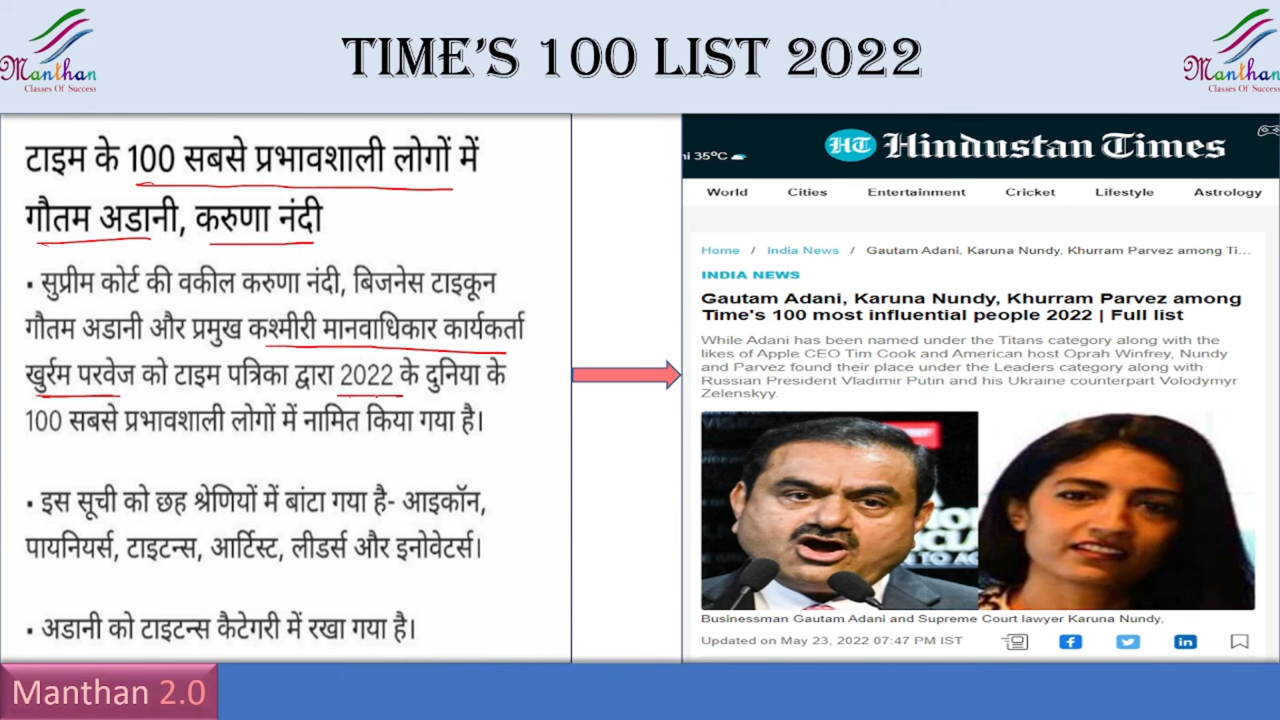 Manthan
Classes Of Success
TIME'S 100 LIST 2022
Manthan
Classes Of Success
टाइम के 100 सबसे प्रभावशाली लोगों में
गौतम अडानी, करुणा नंदी
• सुप्रीम कोर्ट की वकील करुणा नंदी, बिजनेस टाइकून
गौतम अडानी और प्रमुख कश्मीरी मानवाधिकार कार्यकर्ता
खुर्रम परवेज को टाइम पत्रिका द्वारा 2022 के दुनिया के
100 सबसे प्रभावशाली लोगों में नामित किया गया है।
• इस सूची को छह श्रेणियों में बांटा गया है- आइकॉन,
पायनियर्स, टाइटन्स, आर्टिस्ट, लीडर्स और इनोवेटर्स।
• अडानी को टाइटन्स कैटेगरी में रखा गया है।
35°C
HT Hindustan Times
World Cities Entertainment Cricket Lifestyle Astrology
Home / India News / Gautam Adani, Karuna Nundy, Khurram Parvez among Ti...
INDIA NEWS
Gautam Adani, Karuna Nundy, Khurram Parvez among
Time's 100 most influential people 2022 | Full list
While Adani has been named under the Titans category along with the
likes of Apple CEO Tim Cook and American host Oprah Winfrey, Nundy
and Parvez found their place under the Leaders category along with
Russian President Vladimir Putin and his Ukraine counterpart Volodymyr
Zelenskyy.
Businessman Gautam Adani and Supreme Court lawyer Karuna Nundy,
Updated on May 23, 2022 07:47 PM IST
Manthan 2.0